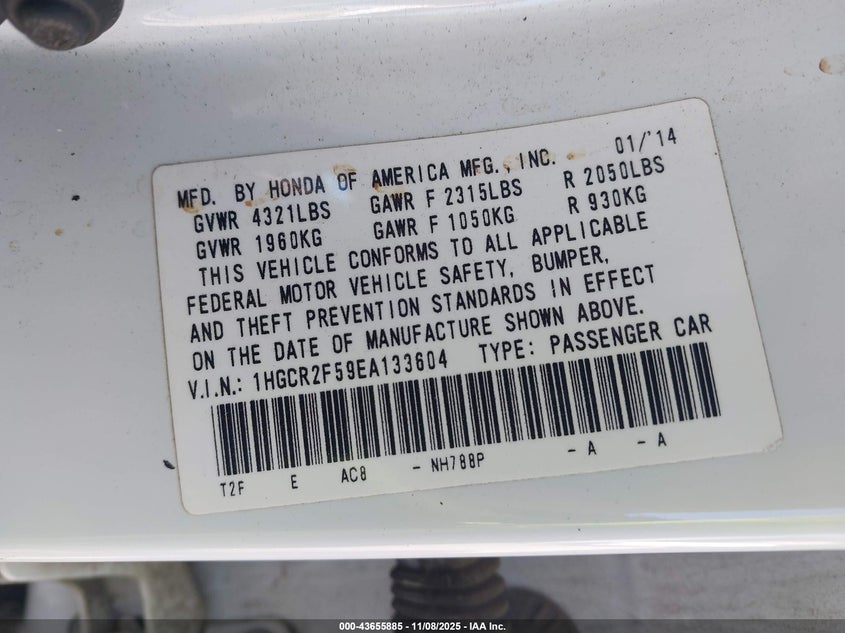 MFD. BY HONDA OF AMERICA MFG., INC. 01/'14
GVWR 4321LBS GAWR F 2315LBS R 2050LBS
GVWR 1960KG GAWR F 1050KG R 930KG
THIS VEHICLE CONFORMS TO ALL APPLICABLE
FEDERAL MOTOR VEHICLE SAFETY, BUMPER,
AND THEFT PREVENTION STANDARDS IN EFFECT
ON THE DATE OF MANUFACTURE SHOWN ABOVE.
V.I.N.: 1HGCR2F59EA133604 TYPE: PASSENGER CAR
T2F E AC8 - NH788P - A - A
000-43655885 | 11/08/2025 - IAA Inc.